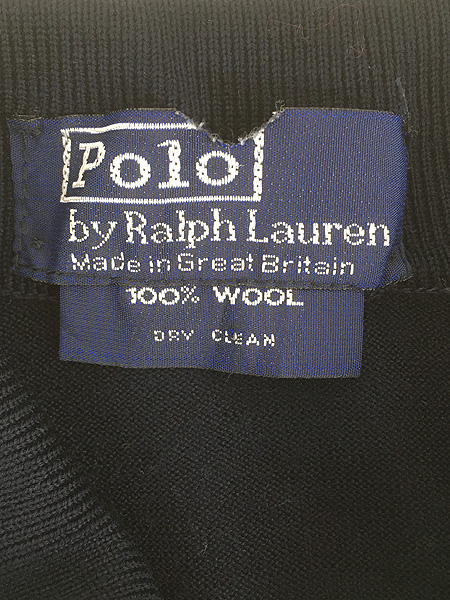 Polo
by Ralph Lauren
Made in Great Britain
100% WOOL
DRY CLEAN